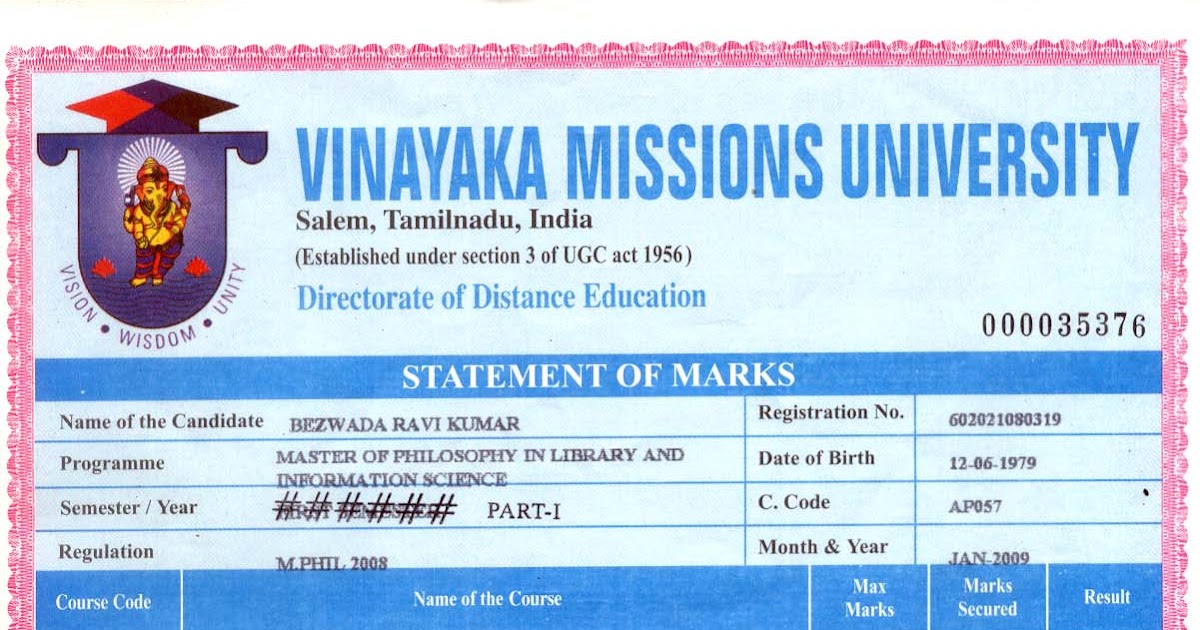 VINAYAKA MISSIONS UNIVERSITY
Salem, Tamilnadu, India
(Established under section 3 of UGC act 1956)
Directorate of Distance Education
VISION • WISDOM • UNITY
000035376
STATEMENT OF MARKS
Name of the Candidate BEZWADA RAVI KUMAR Registration No. 602021080319
Programme MASTER OF PHILOSOPHY IN LIBRARY AND
INFORMATION SCIENCE
Date of Birth 12-06-1979
Semester / Year ####### PART-I C. Code AP057
Regulation M.PHIL 2008 Month & Year JAN-2009
Course Code Name of the Course Max Marks Marks Secured Result